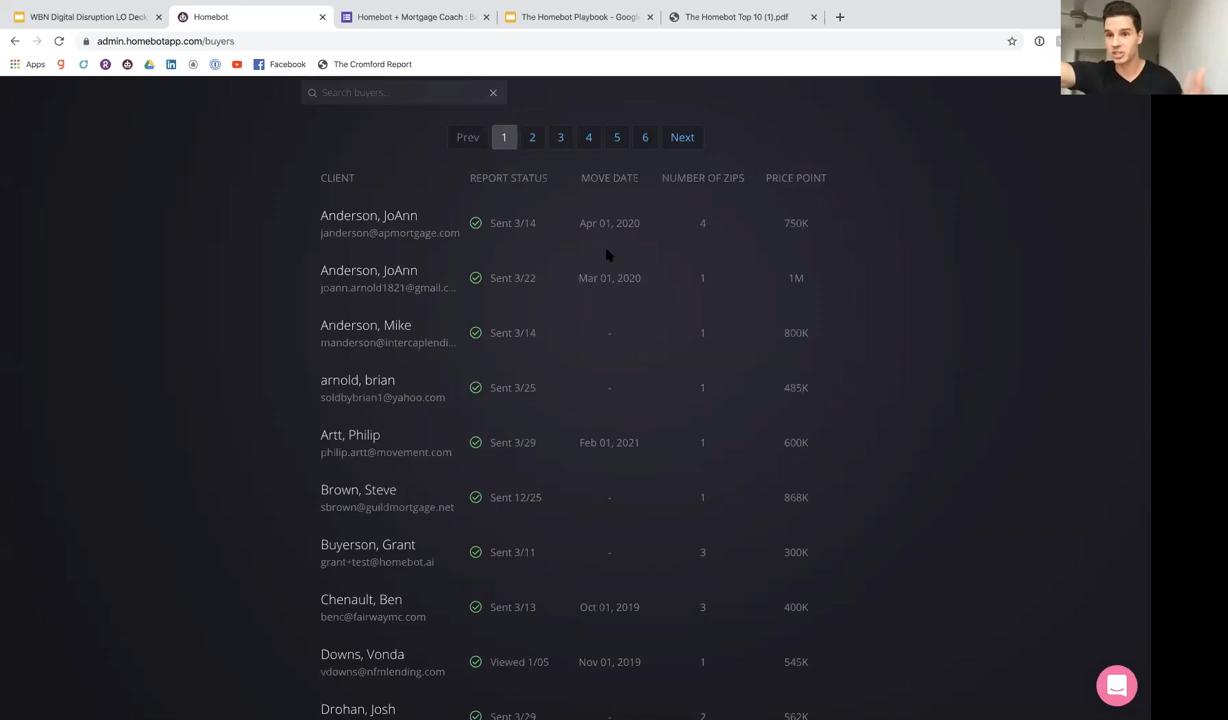 WBN Digital Disruption LO Deck
Homebot
Homebot + Mortgage Coach : B
The Homebot Playbook - Google
The Homebot Top 10 (1).pdf
admin.homebotapp.com/buyers
Apps
Facebook
The Cromford Report
Search buyers...
Prev 1 2 3 4 5 6 Next
CLIENT REPORT STATUS MOVE DATE NUMBER OF ZIPS PRICE POINT
Anderson, JoAnn
janderson@apmortgage.com
Sent 3/14 Apr 01, 2020 4 750K
Anderson, JoAnn
joann.arnold1821@gmail.c...
Sent 3/22 Mar 01, 2020 1 1M
Anderson, Mike
manderson@intercaplendi...
Sent 3/14 - 1 800K
arnold, brian
soldbybrian1@yahoo.com
Sent 3/25 - 1 485K
Artt, Philip
philip.artt@movement.com
Sent 3/29 Feb 01, 2021 1 600K
Brown, Steve
sbrown@guildmortgage.net
Sent 12/25 - 1 868K
Buyerson, Grant
grant+test@homebot.ai
Sent 3/11 - 3 300K
Chenault, Ben
benc@fairwaymc.com
Sent 3/13 Oct 01, 2019 3 400K
Downs, Vonda
vdowns@nfmlending.com
Viewed 1/05 Nov 01, 2019 1 545K
Drohan, Josh
Sent 3/29 - 2 562K